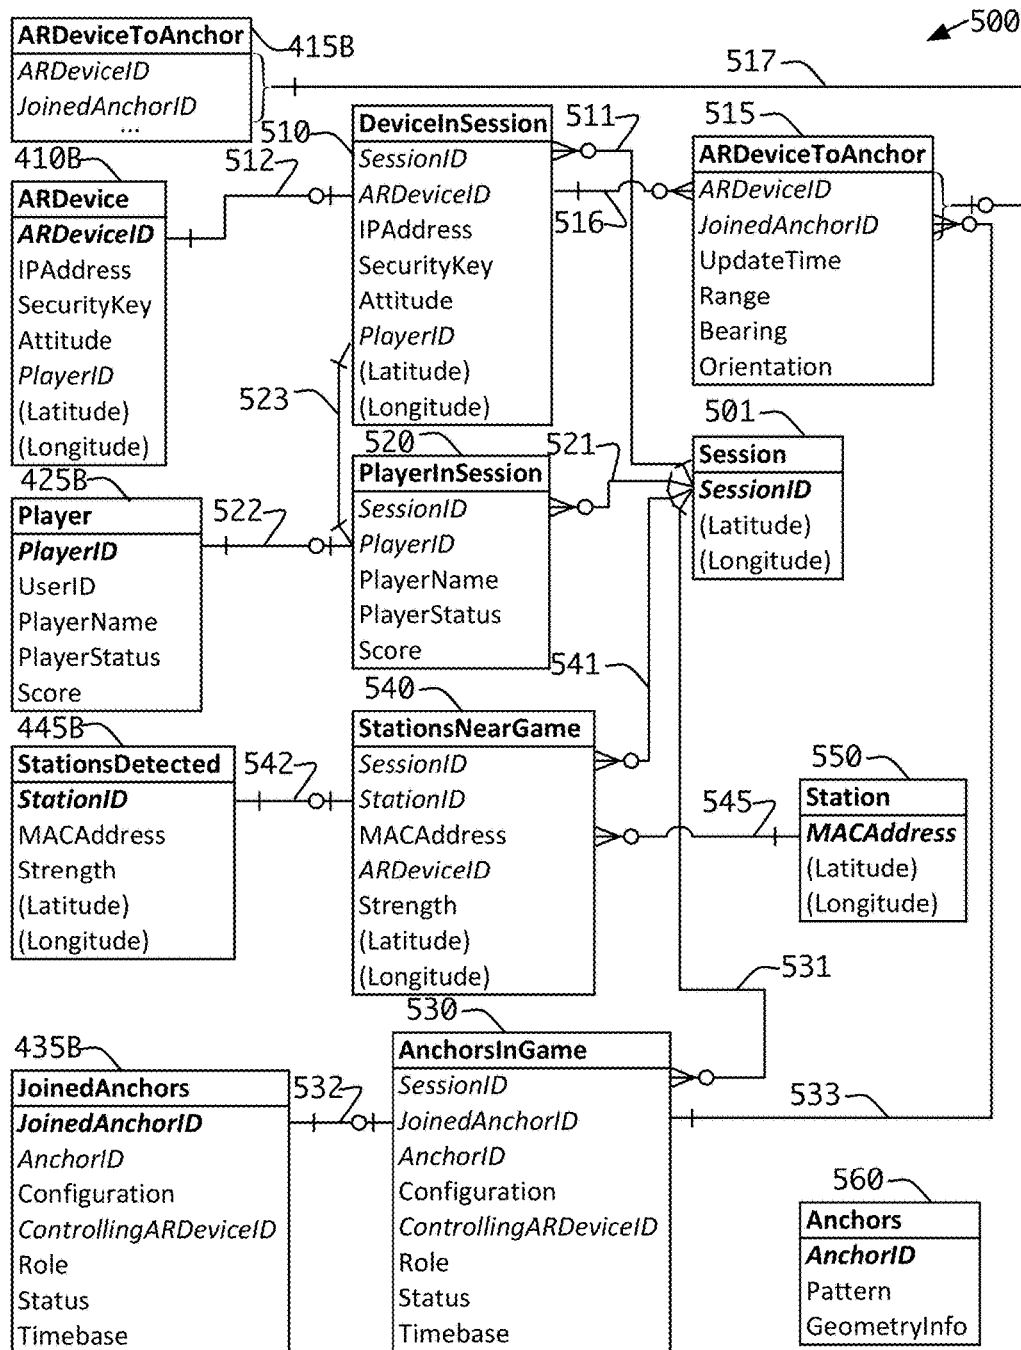 500
ARDeviceToAnchor
415B
ARDeviceID
JoinedAnchorID
...
517
510
DeviceInSession
SessionID
ARDeviceID
IPAddress
SecurityKey
Attitude
PlayerID
(Latitude)
(Longitude)
511
516
515
ARDeviceToAnchor
ARDeviceID
JoinedAnchorID
UpdateTime
Range
Bearing
Orientation
410B
512
ARDevice
ARDeviceID
IPAddress
SecurityKey
Attitude
PlayerID
(Latitude)
(Longitude)
523
520
PlayerInSession
SessionID
PlayerID
PlayerName
PlayerStatus
Score
521
501
Session
SessionID
(Latitude)
(Longitude)
425B
522
Player
PlayerID
UserID
PlayerName
PlayerStatus
Score
541
540
StationsNearGame
SessionID
StationID
MACAddress
ARDeviceID
Strength
(Latitude)
(Longitude)
445B
542
StationsDetected
StationID
MACAddress
Strength
(Latitude)
(Longitude)
545
550
Station
MACAddress
(Latitude)
(Longitude)
531
530
AnchorsInGame
SessionID
JoinedAnchorID
AnchorID
Configuration
ControllingARDeviceID
Role
Status
Timebase
435B
532
JoinedAnchors
JoinedAnchorID
AnchorID
Configuration
ControllingARDeviceID
Role
Status
Timebase
533
560
Anchors
AnchorID
Pattern
GeometryInfo